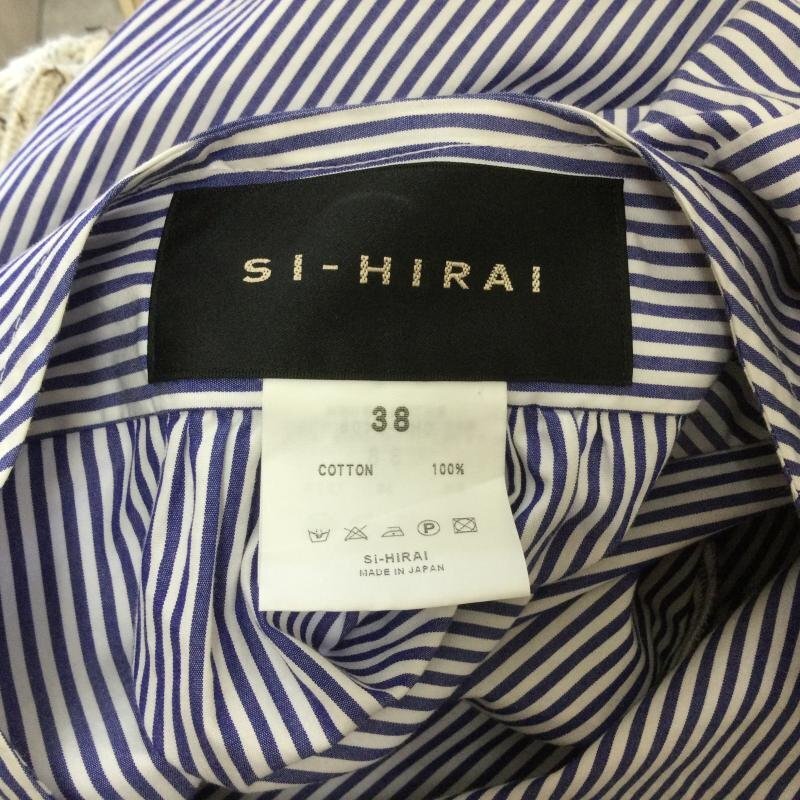 SI-HIRAI
38
COTTON 100%
P
Si-HIRAI
MADE IN JAPAN